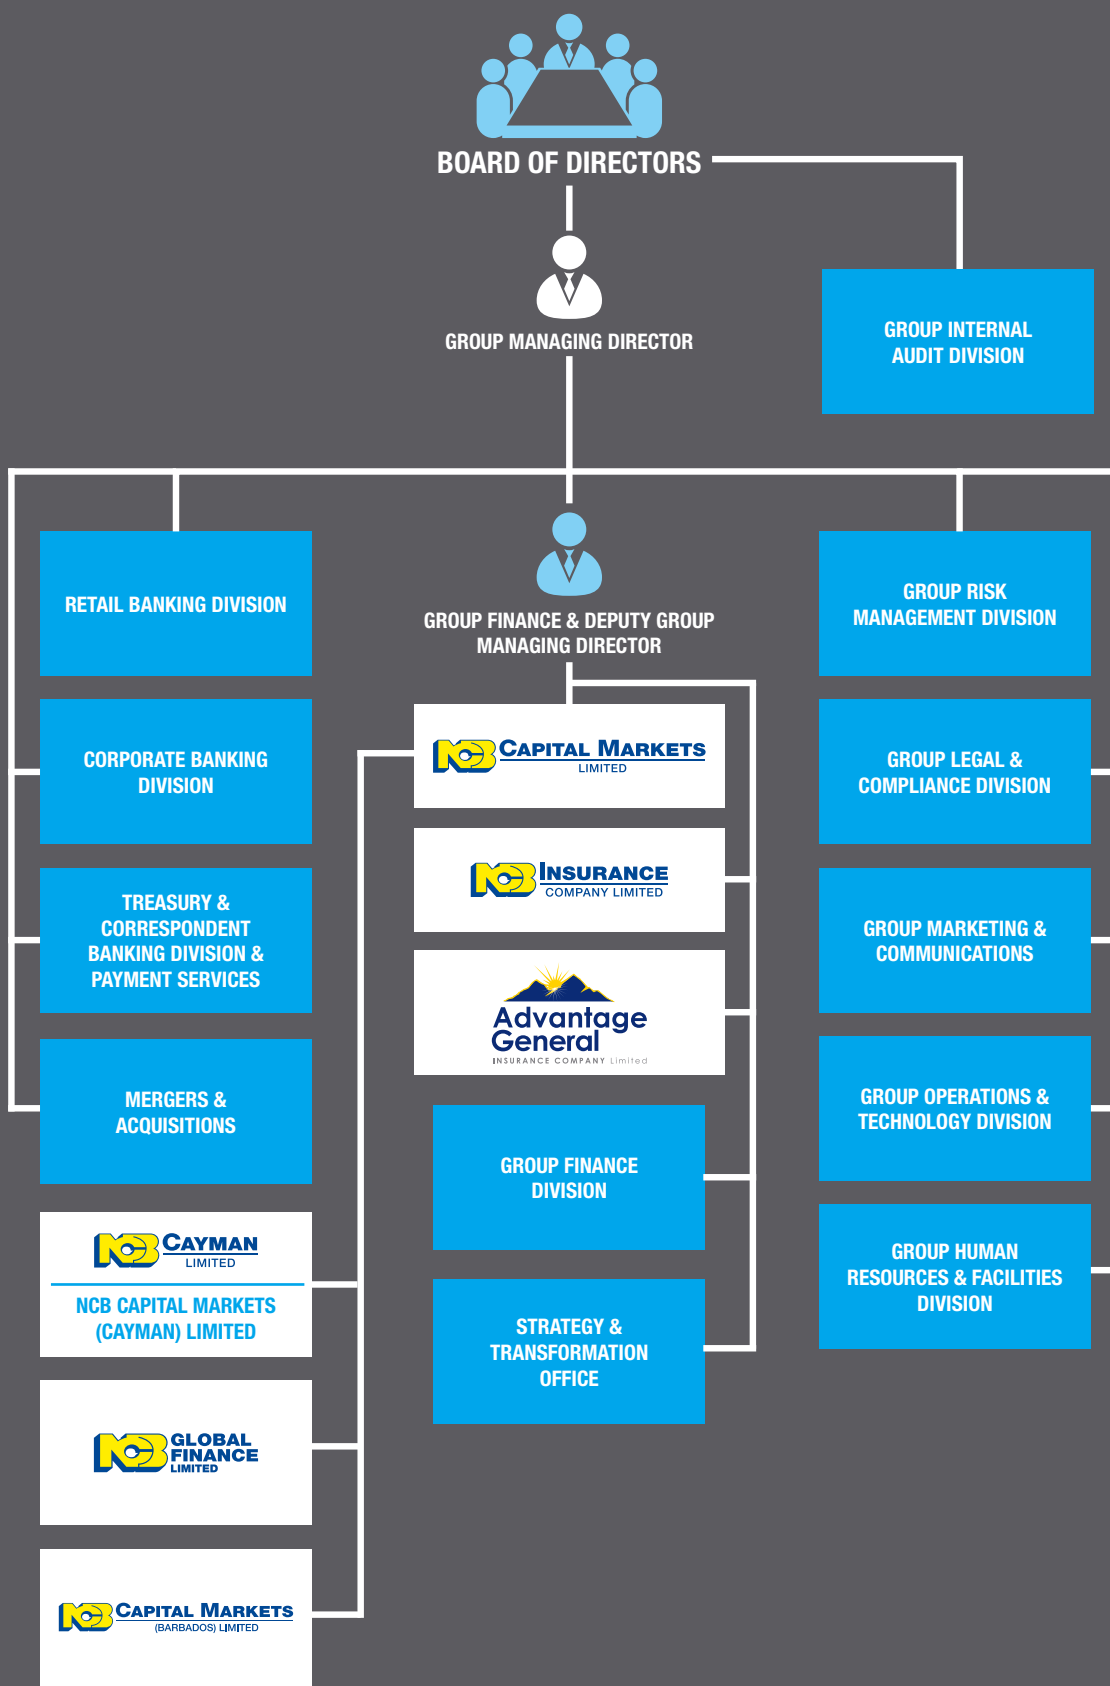 BOARD OF DIRECTORS
GROUP MANAGING DIRECTOR
GROUP INTERNAL
AUDIT DIVISION
RETAIL BANKING DIVISION
CORPORATE BANKING
DIVISION
TREASURY &
CORRESPONDENT
BANKING DIVISION &
PAYMENT SERVICES
MERGERS &
ACQUISITIONS
NCB CAYMAN
LIMITED
NCB CAPITAL MARKETS
(CAYMAN) LIMITED
NCB GLOBAL
FINANCE
LIMITED
NCB CAPITAL MARKETS
(BARBADOS) LIMITED
GROUP FINANCE & DEPUTY GROUP
MANAGING DIRECTOR
NCB CAPITAL MARKETS
LIMITED
NCB INSURANCE
COMPANY LIMITED
Advantage
General
INSURANCE COMPANY Limited
GROUP FINANCE
DIVISION
STRATEGY &
TRANSFORMATION
OFFICE
GROUP RISK
MANAGEMENT DIVISION
GROUP LEGAL &
COMPLIANCE DIVISION
GROUP MARKETING &
COMMUNICATIONS
GROUP OPERATIONS &
TECHNOLOGY DIVISION
GROUP HUMAN
RESOURCES & FACILITIES
DIVISION